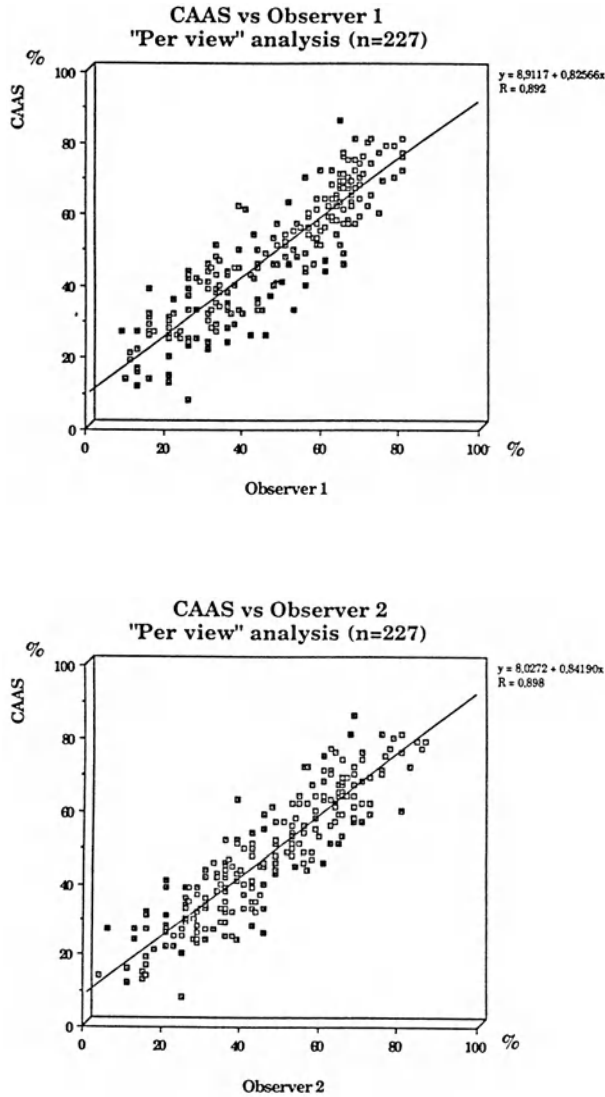 CAAS vs Observer 1
"Per view" analysis (n=227)
%
CAAS
y = 8,9117 + 0,82566x
R = 0,892
100
80
60
40
20
0
0 20 40 60 80 100
%
Observer 1
CAAS vs Observer 2
"Per view" analysis (n=227)
%
CAAS
y = 8,0272 + 0,84190x
R = 0,898
100
80
60
40
20
0
0 20 40 60 80 100
%
Observer 2